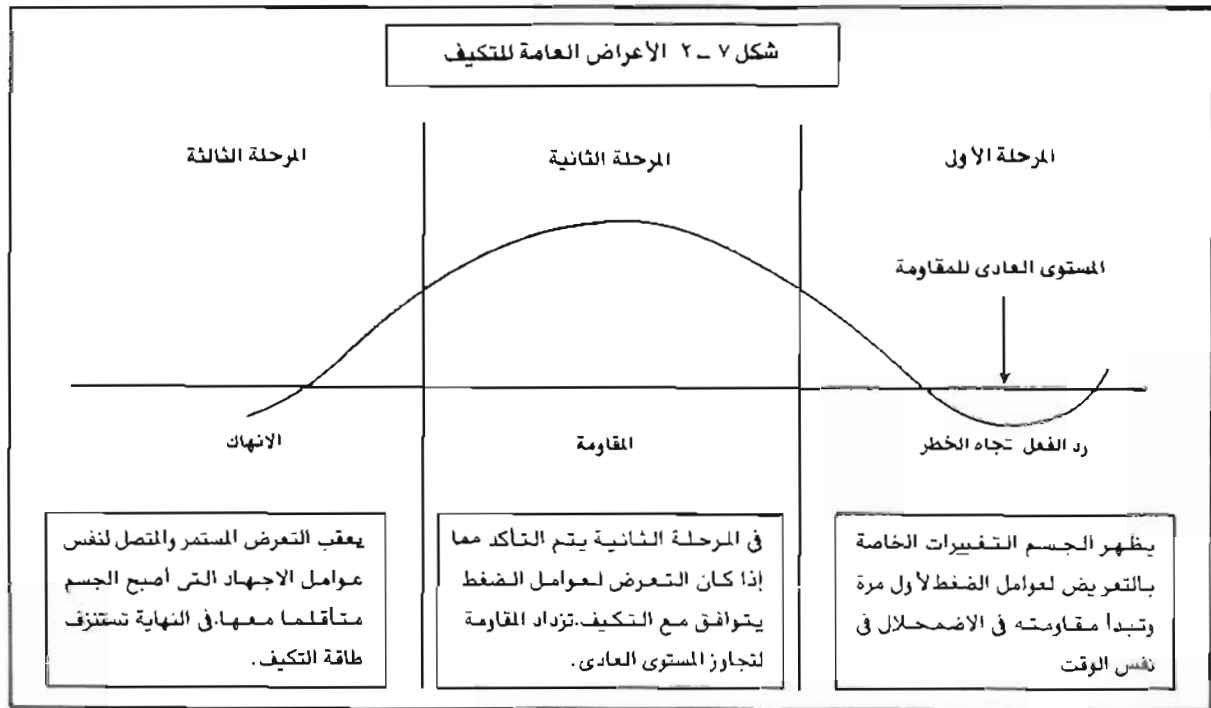 شكل ٧ – ٢ الأعراض العامة للتكيف
المرحلة الأولى
المرحلة الثانية
المرحلة الثالثة
المستوى العادى للمقاومة
رد الفعل تجاه الخطر
المقاومة
الانهاك
يظهر الجسم التغييرات الخاصة
بالتعريض لعوامل الضغط لأول مرة
وتبدأ مقاومته فى الاضمحلال فى
نفس الوقت
فى المرحلة الثانية يتم التأكد مما
إذا كان التعرض لعوامل الضغط
يتوافق مع التكيف.تزداد المقاومة
لتجاوز المستوى العادى.
يعقب التعرض المستمر والمتصل لنفس
عوامل الاجهاد التى أصبح الجسم
متأقلما معها.فى النهاية تستنزف
طاقة التكيف.